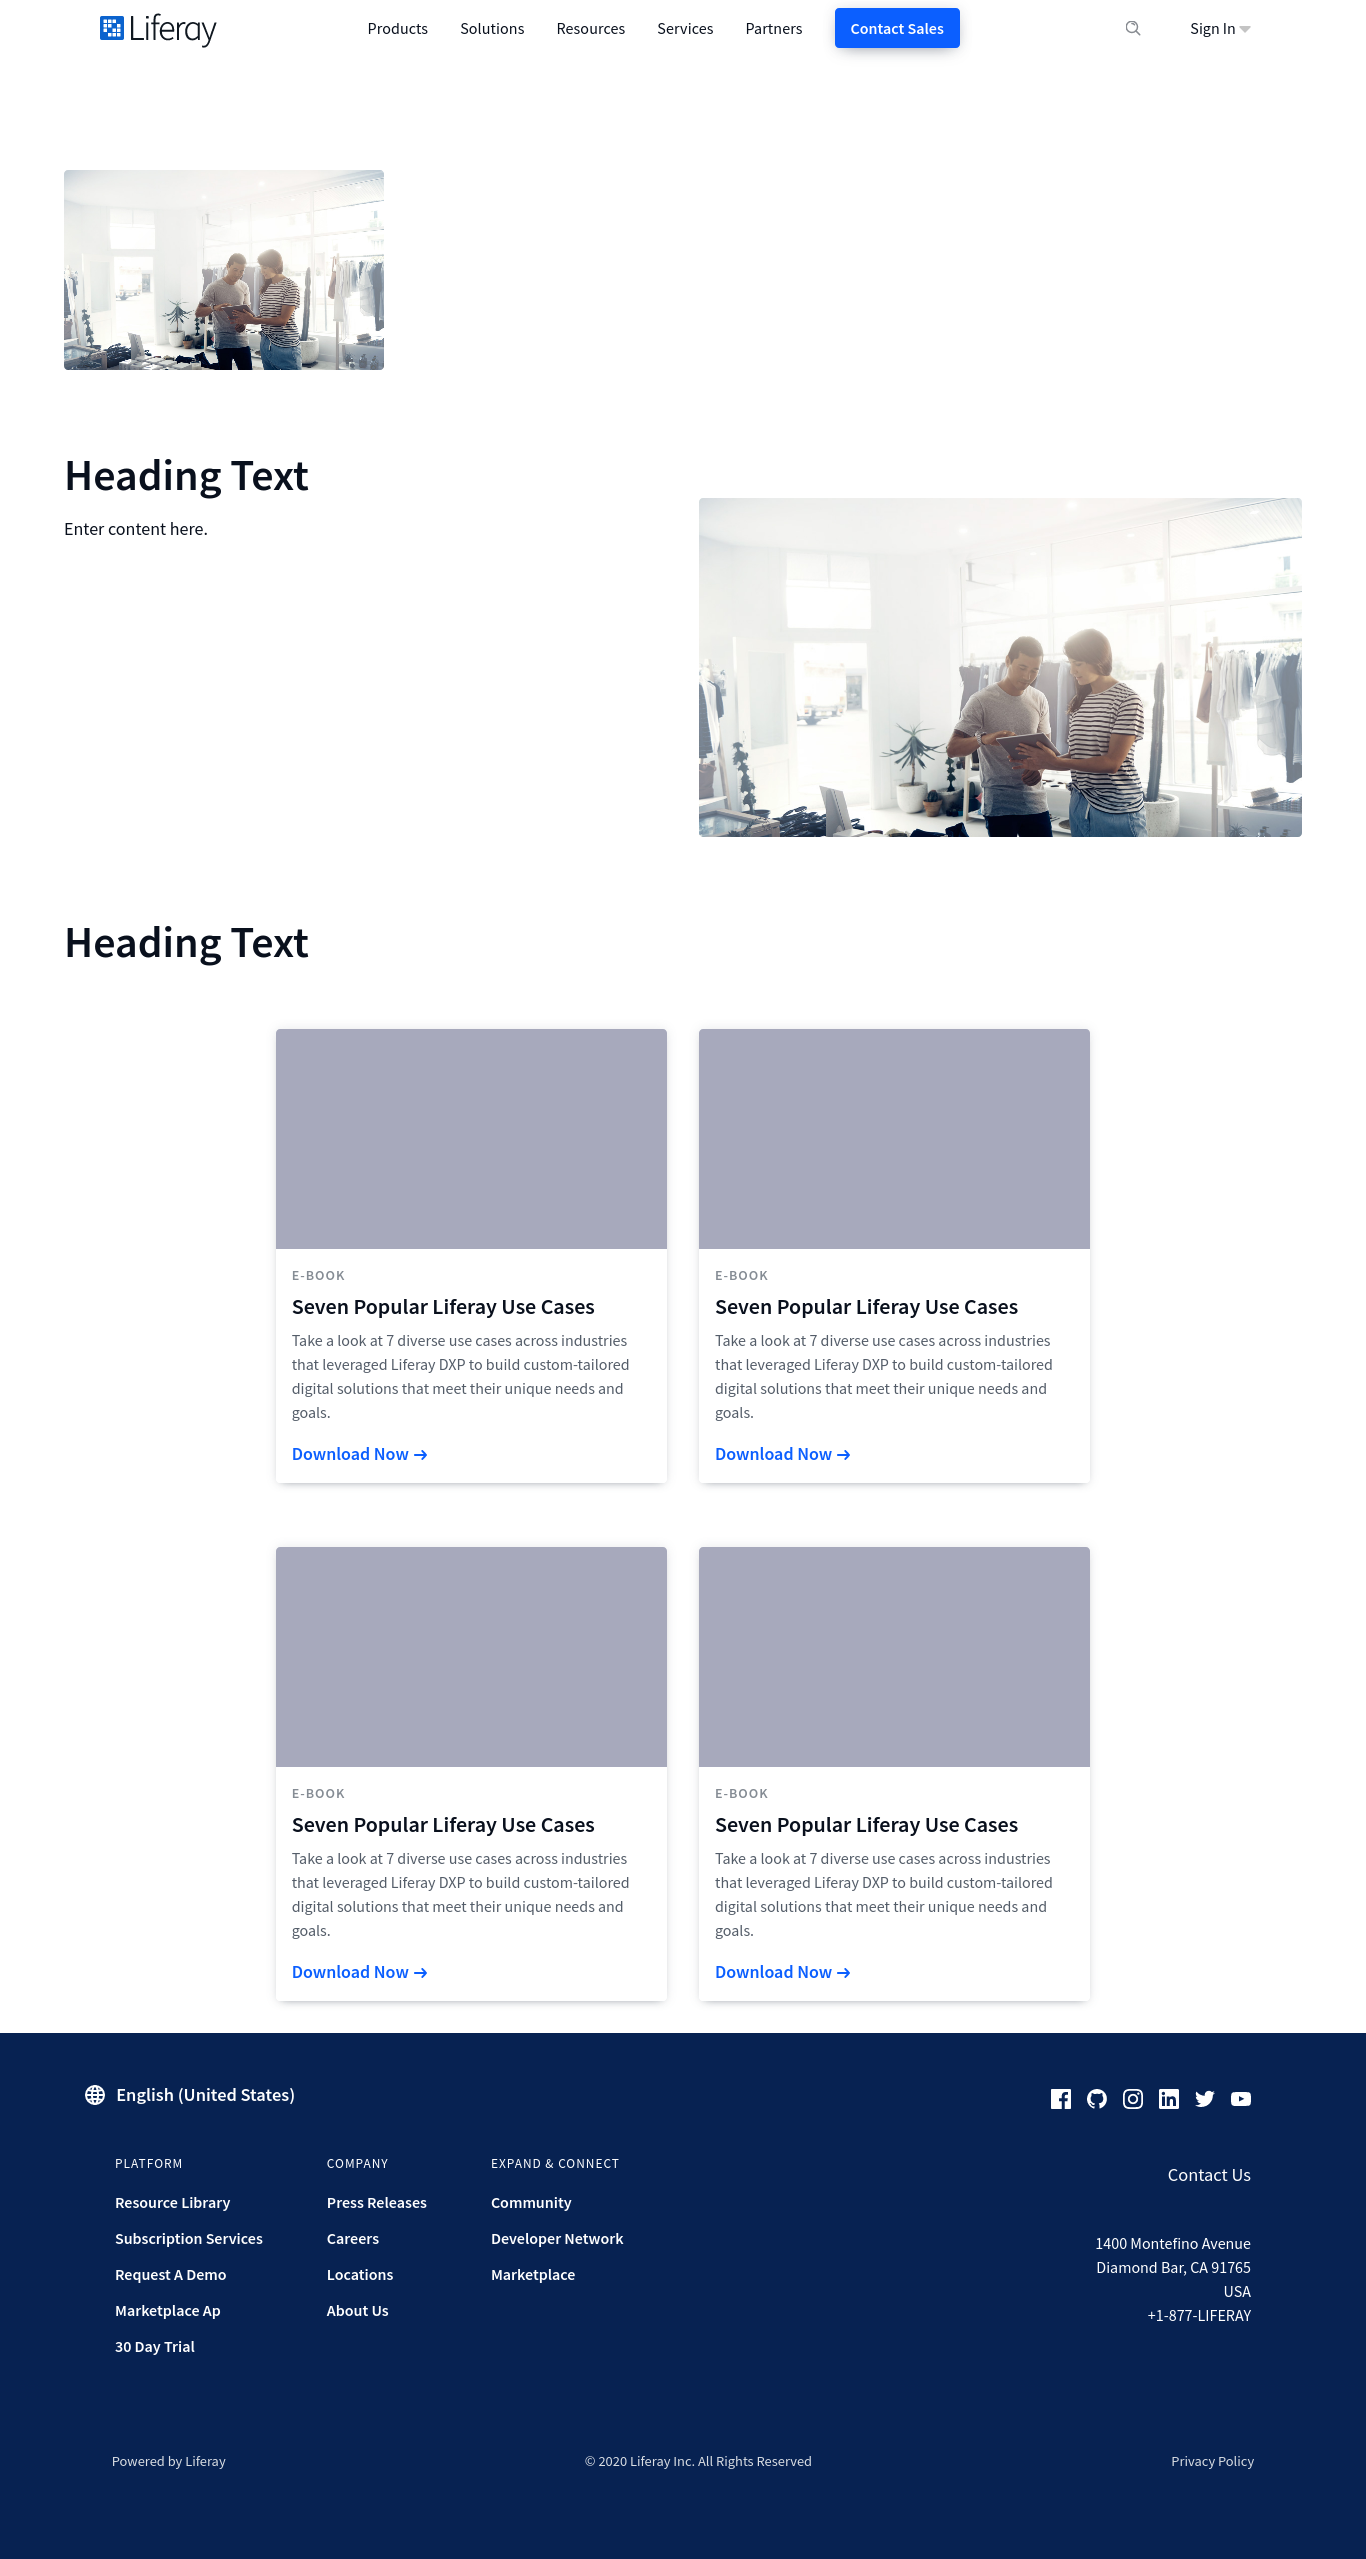 Liferay
Products
Solutions
Resources
Services
Partners
Contact Sales
Sign In
Heading Text
Enter content here.
Heading Text
E-BOOK
Seven Popular Liferay Use Cases
Take a look at 7 diverse use cases across industries
that leveraged Liferay DXP to build custom-tailored
digital solutions that meet their unique needs and
goals.
Download Now →
E-BOOK
Seven Popular Liferay Use Cases
Take a look at 7 diverse use cases across industries
that leveraged Liferay DXP to build custom-tailored
digital solutions that meet their unique needs and
goals.
Download Now →
E-BOOK
Seven Popular Liferay Use Cases
Take a look at 7 diverse use cases across industries
that leveraged Liferay DXP to build custom-tailored
digital solutions that meet their unique needs and
goals.
Download Now →
E-BOOK
Seven Popular Liferay Use Cases
Take a look at 7 diverse use cases across industries
that leveraged Liferay DXP to build custom-tailored
digital solutions that meet their unique needs and
goals.
Download Now →
English (United States)
PLATFORM
Resource Library
Subscription Services
Request A Demo
Marketplace Ap
30 Day Trial
COMPANY
Press Releases
Careers
Locations
About Us
EXPAND & CONNECT
Community
Developer Network
Marketplace
Contact Us
1400 Montefino Avenue
Diamond Bar, CA 91765
USA
+1-877-LIFERAY
Powered by Liferay
© 2020 Liferay Inc. All Rights Reserved
Privacy Policy